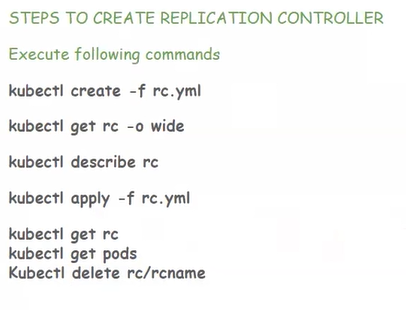 STEPS TO CREATE REPLICATION CONTROLLER
Execute following commands
kubectl create -f rc.yml
kubectl get rc -o wide
kubectl describe rc
kubectl apply -f rc.yml
kubectl get rc
kubectl get pods
Kubectl delete rc/rcname